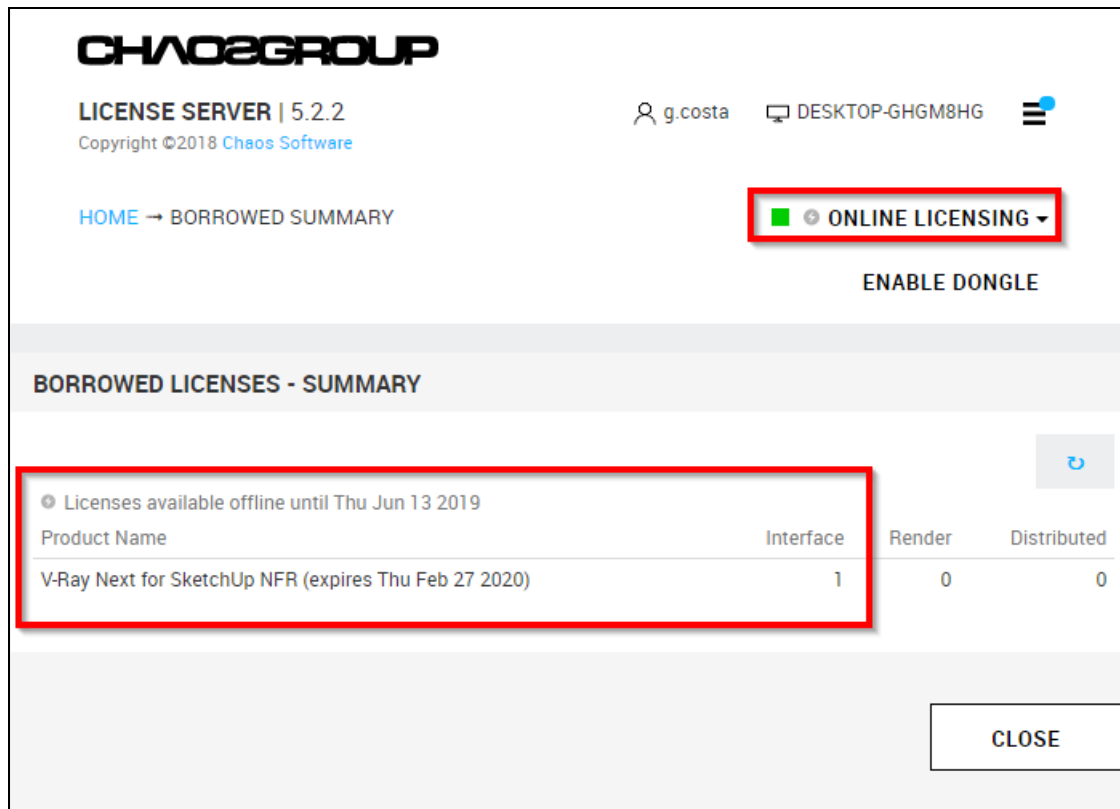 CHAOSGROUP
LICENSE SERVER | 5.2.2
g.costa
DESKTOP-GHGM8HG
Copyright ©2018 Chaos Software
HOME → BORROWED SUMMARY
ONLINE LICENSING
ENABLE DONGLE
BORROWED LICENSES - SUMMARY
Licenses available offline until Thu Jun 13 2019
Product Name Interface Render Distributed
V-Ray Next for SketchUp NFR (expires Thu Feb 27 2020) 1 0 0
CLOSE